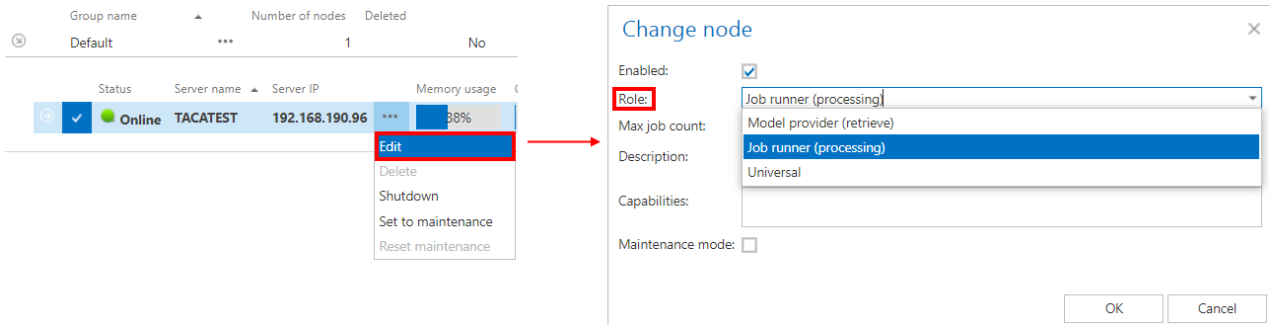 Group name Number of nodes Deleted
Default ••• 1 No
Status Server name Server IP Memory usage
Online TACATEST 192.168.190.96 ••• 38%
Edit
Delete
Shutdown
Set to maintenance
Reset maintenance
Change node
Enabled:
Role: Job runner (processing)
Max job count: Model provider (retrieve)
Job runner (processing)
Description:
Universal
Capabilities:
Maintenance mode:
OK Cancel